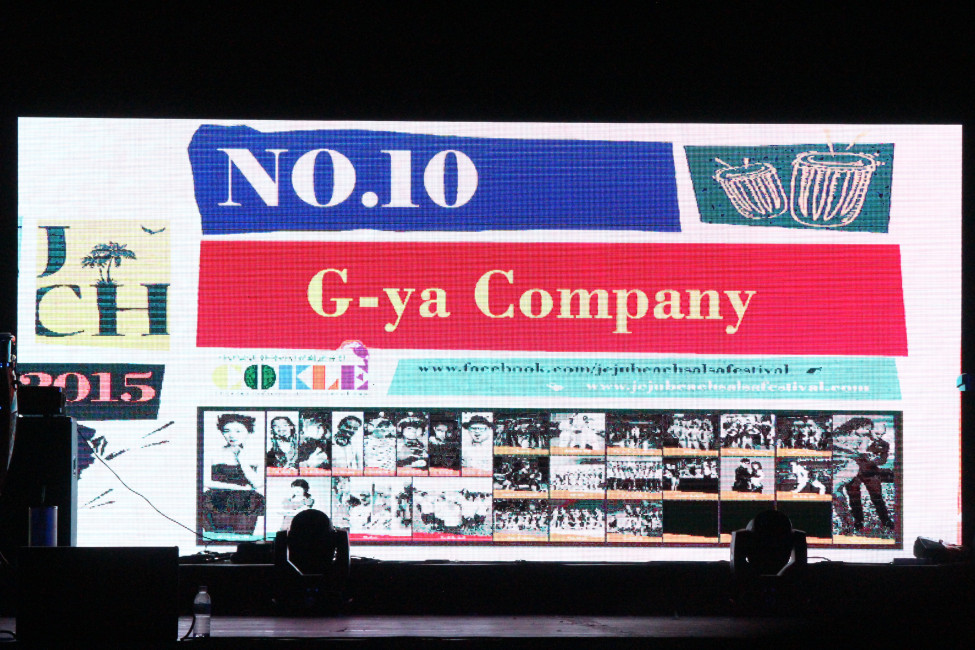 NO.10
J
CH
G-ya Company
2015
COKLE
www.facebook.com/jejubeachsalsafestival
www.jejubeachsalsafestival.com